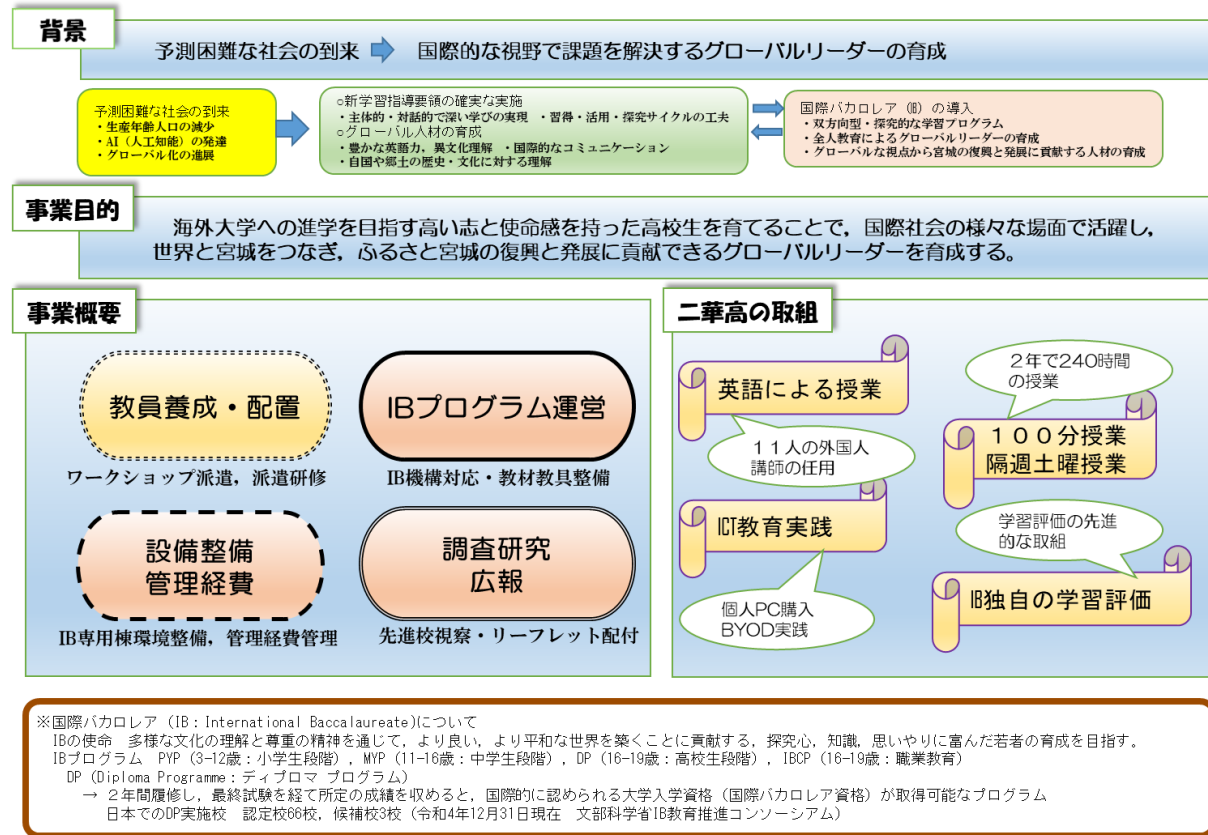 背景
予測困難な社会の到来 国際的な視野で課題を解決するグローバルリーダーの育成
予測困難な社会の到来
・生産年齢人口の減少
・AI（人工知能）の発達
・グローバル化の進展
○新学習指導要領の確実な実施
・主体的・対話的で深い学びの実現 ・習得・活用・探究サイクルの工夫
○グローバル人材の育成
・豊かな英語力，異文化理解 ・国際的なコミュニケーション
・自国や郷土の歴史・文化に対する理解
国際バカロレア（IB）の導入
・双方向型・探究的な学習プログラム
・全人教育によるグローバルリーダーの育成
・グローバルな視点から宮城の復興と発展に貢献する人材の育成
事業目的
海外大学への進学を目指す高い志と使命感を持った高校生を育てることで，国際社会の様々な場面で活躍し，
世界と宮城をつなぎ，ふるさと宮城の復興と発展に貢献できるグローバルリーダーを育成する。
事業概要
教員養成・配置
ワークショップ派遣，派遣研修
IBプログラム運営
IB機構対応・教材教具整備
設備整備
管理経費
IB専用棟環境整備，管理経費管理
調査研究
広報
先進校視察・リーフレット配付
二華高の取組
英語による授業
１１人の外国人
講師の任用
２年で240時間
の授業
１００分授業
隔週土曜授業
ICT教育実践
個人PC購入
BYOD実践
学習評価の先進
的な取組
IB独自の学習評価
※国際バカロレア（IB：International Baccalaureate)について
IBの使命 多様な文化の理解と尊重の精神を通じて，より良い，より平和な世界を築くことに貢献する，探究心，知識，思いやりに富んだ若者の育成を目指す。
IBプログラム PYP（3-12歳：小学生段階），MYP（11-16歳：中学生段階），DP（16-19歳：高校生段階），IBCP（16-19歳：職業教育）
DP（Diploma Programme：ディプロマ プログラム）
→ ２年間履修し，最終試験を経て所定の成績を収めると，国際的に認められる大学入学資格（国際バカロレア資格）が取得可能なプログラム
日本でのDP実施校 認定校66校，候補校3校（令和4年12月31日現在 文部科学省IB教育推進コンソーシアム）